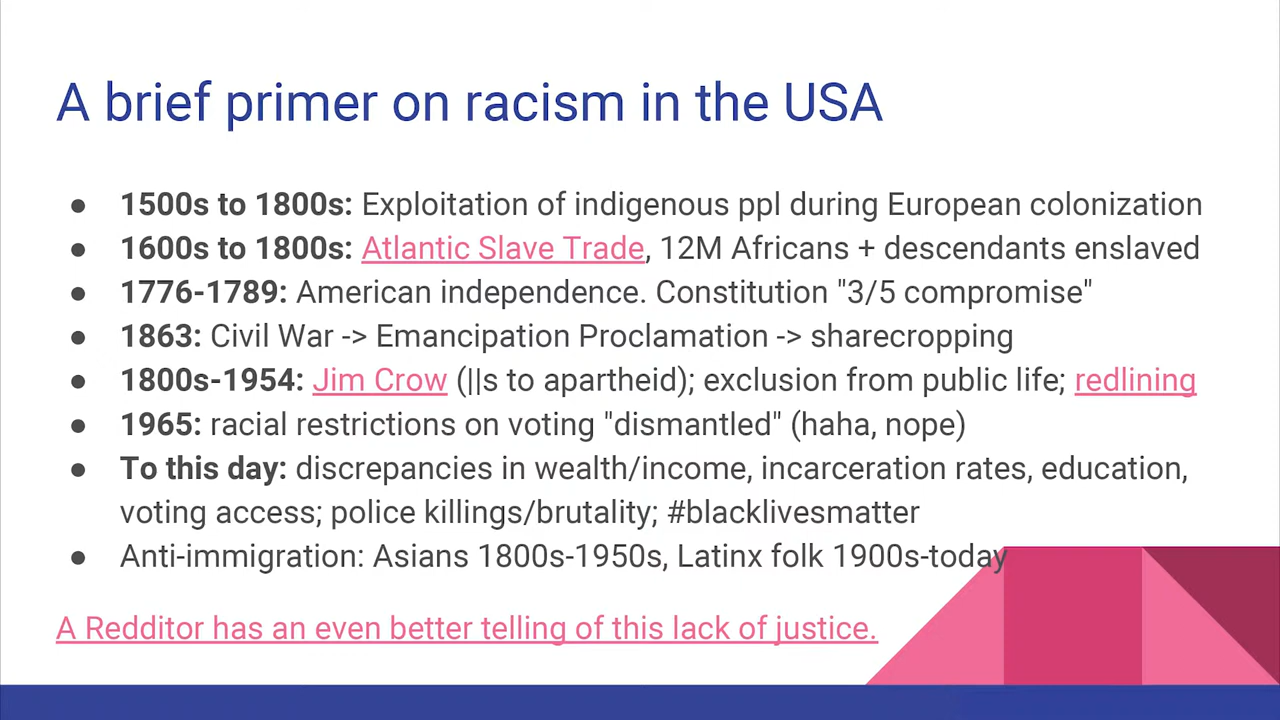 A brief primer on racism in the USA
● 1500s to 1800s: Exploitation of indigenous ppl during European colonization
● 1600s to 1800s: Atlantic Slave Trade, 12M Africans + descendants enslaved
● 1776-1789: American independence. Constitution "3/5 compromise"
● 1863: Civil War -> Emancipation Proclamation -> sharecropping
● 1800s-1954: Jim Crow (||s to apartheid); exclusion from public life; redlining
● 1965: racial restrictions on voting "dismantled" (haha, nope)
● To this day: discrepancies in wealth/income, incarceration rates, education,
voting access; police killings/brutality; #blacklivesmatter
● Anti-immigration: Asians 1800s-1950s, Latinx folk 1900s-today
A Redditor has an even better telling of this lack of justice.